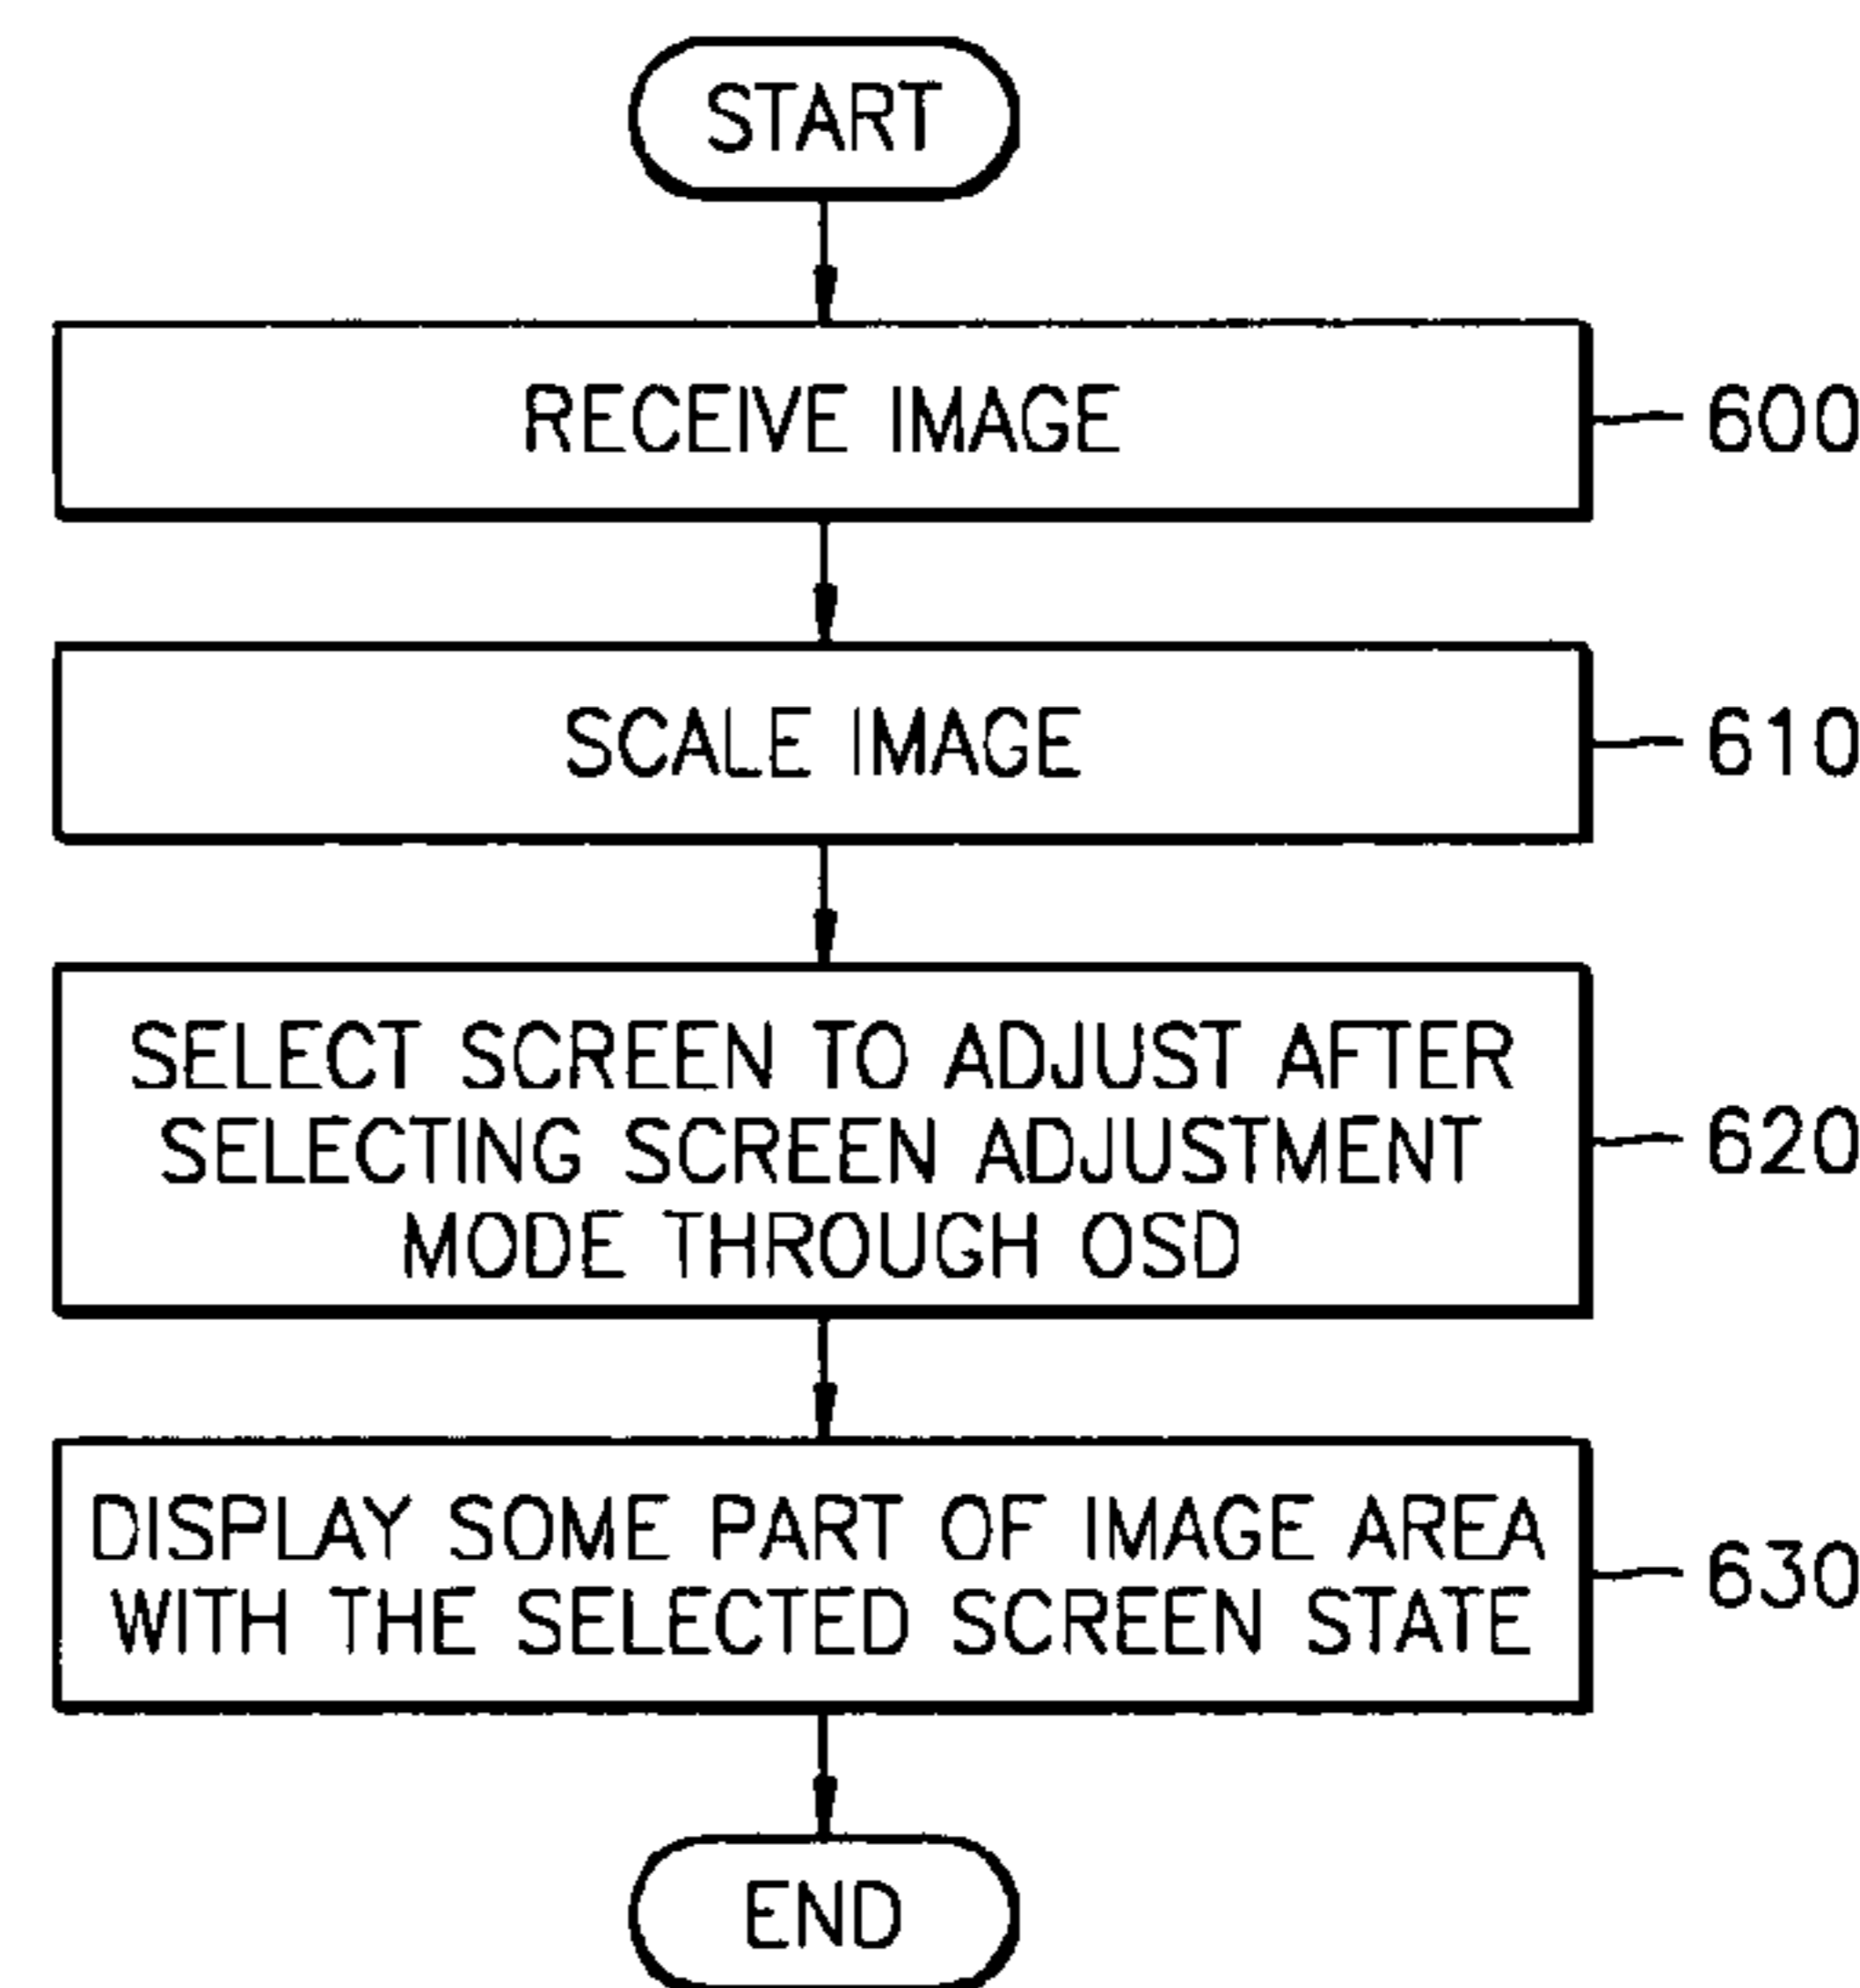 START
RECEIVE IMAGE
600
SCALE IMAGE
610
SELECT SCREEN TO ADJUST AFTER
SELECTING SCREEN ADJUSTMENT
MODE THROUGH OSD
620
DISPLAY SOME PART OF IMAGE AREA
WITH THE SELECTED SCREEN STATE
630
END